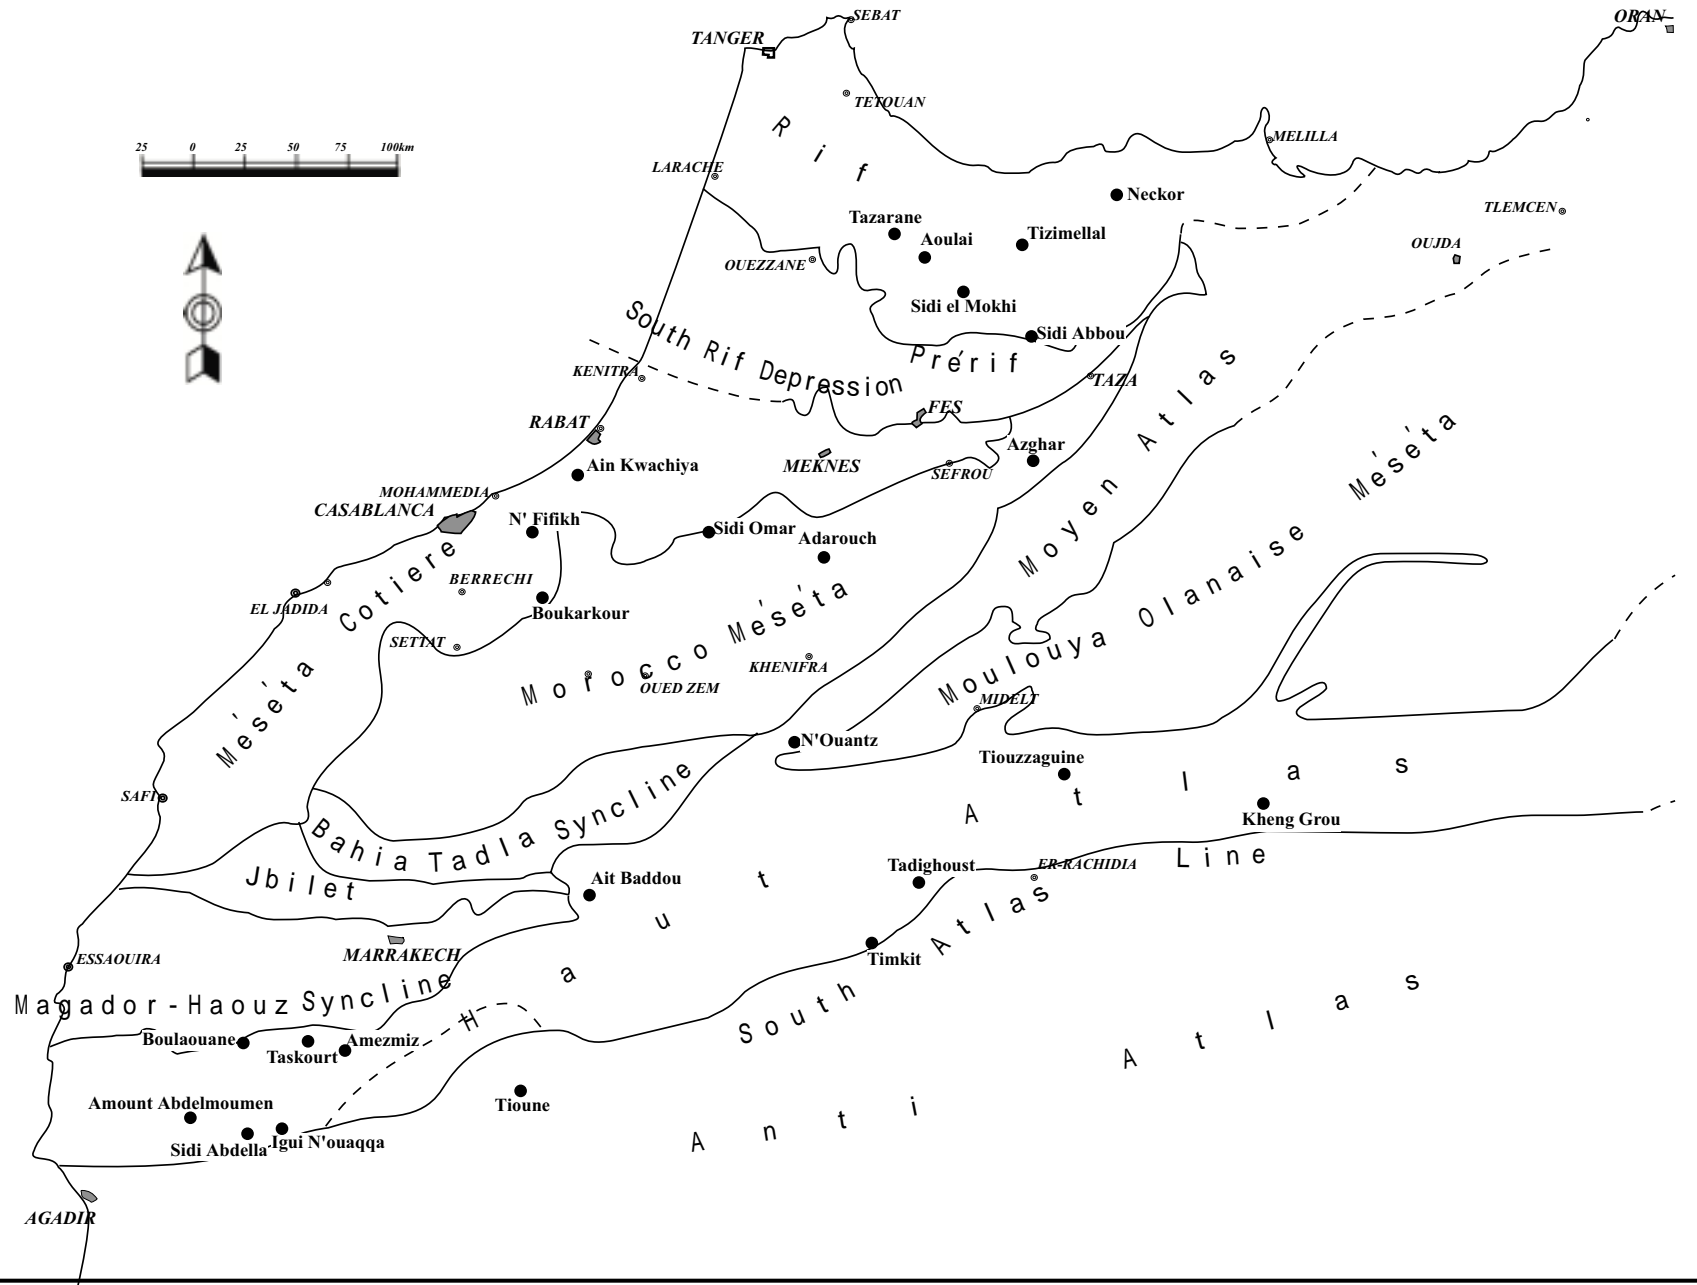 SEBAT
ORAN
TANGER
TETOUAN
MELILLA
25 0 25 50 75 100km
Rif
LARACHE
Neckor
TLEMCEN
Tazarane
Aoulai
Tizimellal
OUJDA
OUEZZANE
Sidi el Mokhi
South Rif Depression
Sidi Abbou
Prérif
KENITRA
TAZA
FES
RABAT
Moyen Atlas
Azghar
Ain Kwachiya
MEKNES
SEFROU
MOHAMMEDIA
CASABLANCA
N' Fifikh
Sidi Omar
Adarouch
BERRECHI
EL JADIDA
Boukarkour
Méséta Cotiere
SETTAT
Morocco Méséta
KHENIFRA
OUED ZEM
Moulouya Olanaise Méséta
MIDELT
N'Ouantz
Tiouzzaguine
SAFI
Kheng Grou
Bahia Tadla Syncline
Jbilet
Ait Baddou
Tadighoust
ER-RACHIDIA
Haut Atlas
MARRAKECH
ESSAOUIRA
Timkit
South Atlas Line
Magador-Haouz Syncline
Boulaouane
Taskourt
Amezmiz
Amount Abdelmoumen
Tioune
Sidi Abdella
Igui N'ouaqqa
Anti Atlas
AGADIR